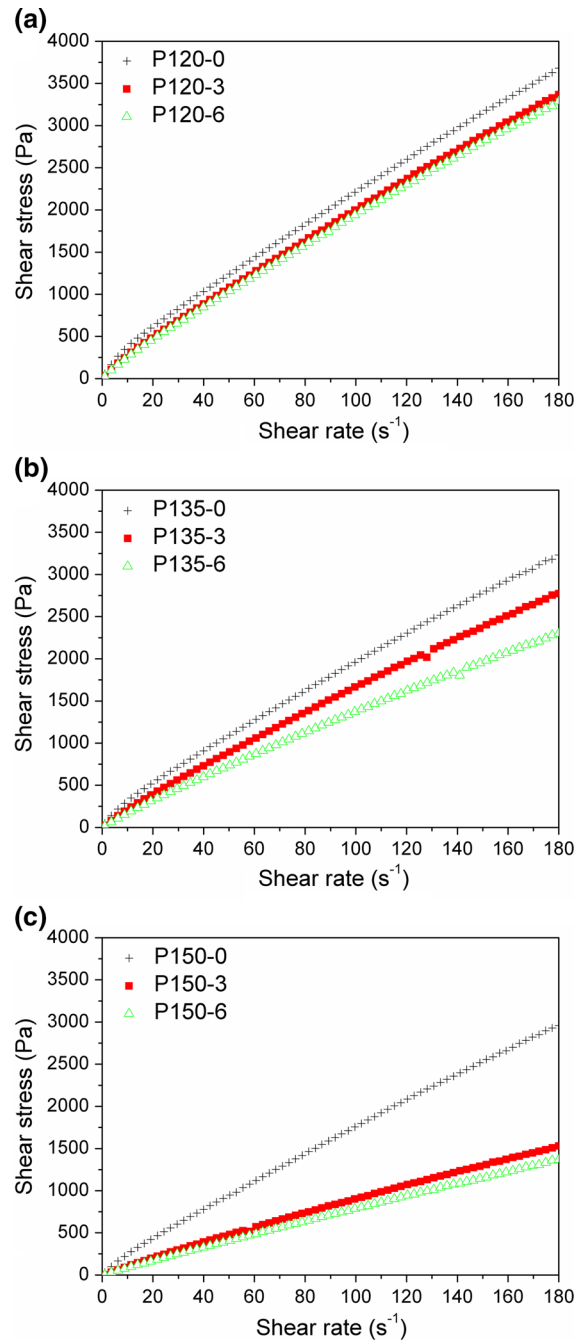 (a)
4000
3500
3000
2500
2000
1500
1000
500
0
Shear stress (Pa)
P120-0
P120-3
P120-6
0 20 40 60 80 100 120 140 160 180
Shear rate (s⁻¹)
(b)
4000
3500
3000
2500
2000
1500
1000
500
0
Shear stress (Pa)
P135-0
P135-3
P135-6
0 20 40 60 80 100 120 140 160 180
Shear rate (s⁻¹)
(c)
4000
3500
3000
2500
2000
1500
1000
500
0
Shear stress (Pa)
P150-0
P150-3
P150-6
0 20 40 60 80 100 120 140 160 180
Shear rate (s⁻¹)